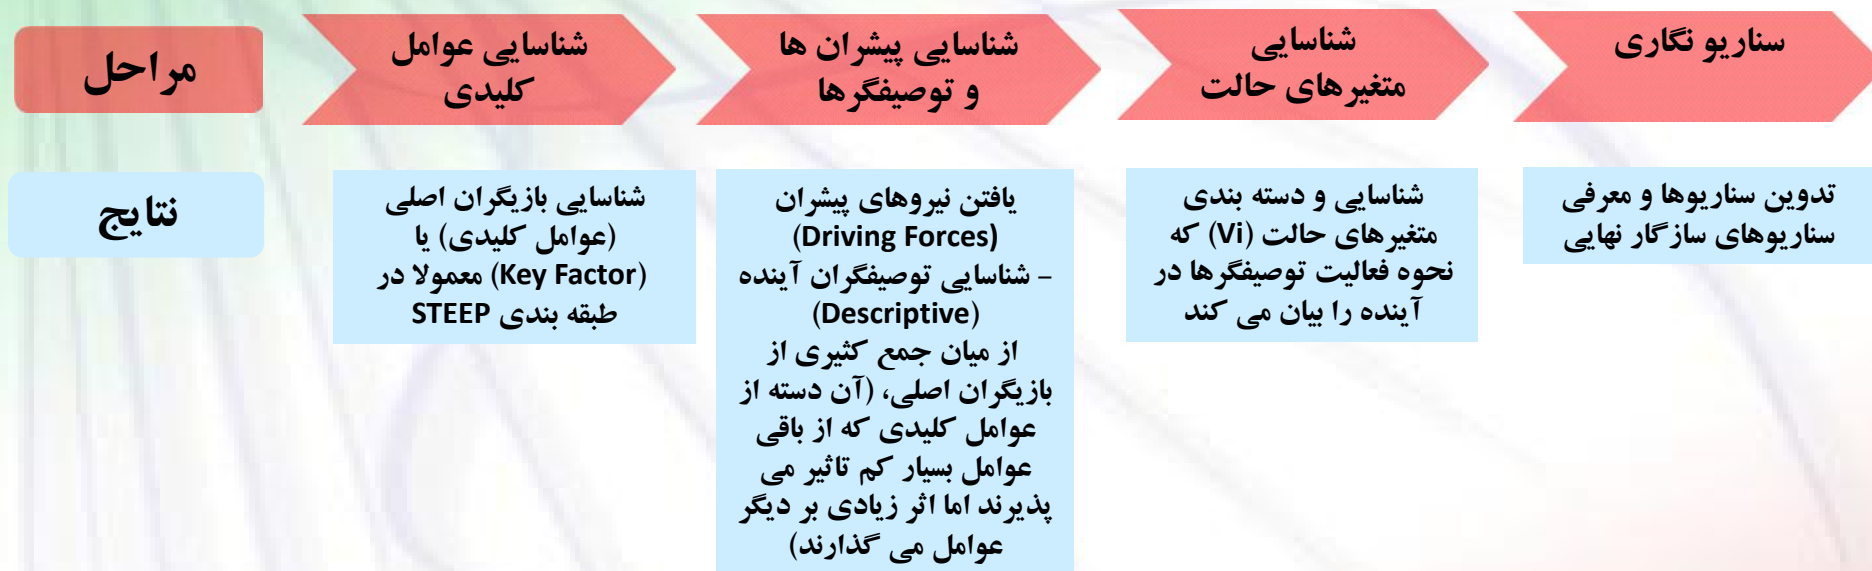 مراحل
شناسایی عوامل
کلیدی
شناسایی پیشران ها
و توصیفگرها
شناسایی
متغیرهای حالت
سناریو نگاری
نتایج
شناسایی بازیگران اصلی
(عوامل کلیدی) یا
(Key Factor) معمولا در
طبقه بندی STEEP
یافتن نیروهای پیشران
(Driving Forces)
- شناسایی توصیفگران آینده
(Descriptive)
از میان جمع کثیری از
بازیگران اصلی، (آن دسته از
عوامل کلیدی که از باقی
عوامل بسیار کم تاثیر می
پذیرند اما اثر زیادی بر دیگر
عوامل می گذارند)
شناسایی و دسته بندی
متغیرهای حالت (Vi) که
نحوه فعالیت توصیفگرها در
آینده را بیان می کند
تدوین سناریوها و معرفی
سناریوهای سازگار نهایی